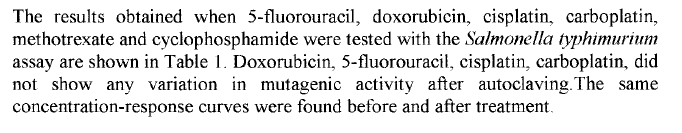 The results obtained when 5-fluorouracil, doxorubicin, cisplatin, carboplatin,
methotrexate and cyclophosphamide were tested with the Salmonella typhimurium
assay are shown in Table 1. Doxorubicin, 5-fluorouracil, cisplatin, carboplatin, did
not show any variation in mutagenic activity after autoclaving.The same
concentration-response curves were found before and after treatment.